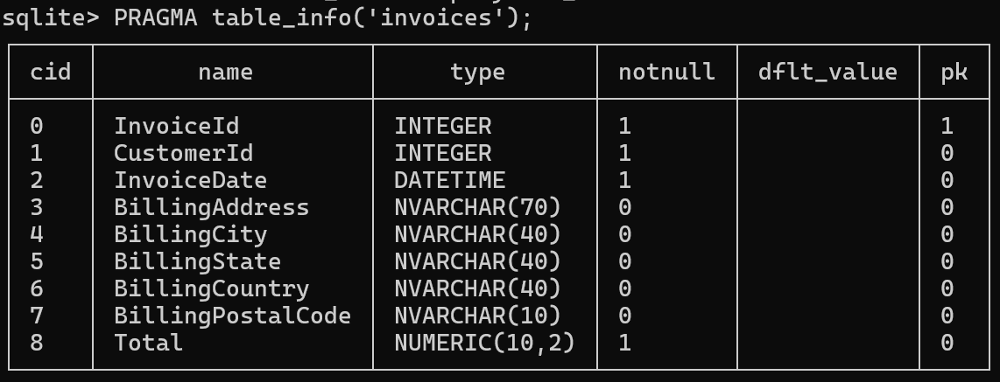 sqlite> PRAGMA table_info('invoices');
cid name type notnull dflt_value pk
0 InvoiceId INTEGER 1 1
1 CustomerId INTEGER 1 0
2 InvoiceDate DATETIME 1 0
3 BillingAddress NVARCHAR(70) 0 0
4 BillingCity NVARCHAR(40) 0 0
5 BillingState NVARCHAR(40) 0 0
6 BillingCountry NVARCHAR(40) 0 0
7 BillingPostalCode NVARCHAR(10) 0 0
8 Total NUMERIC(10,2) 1 0